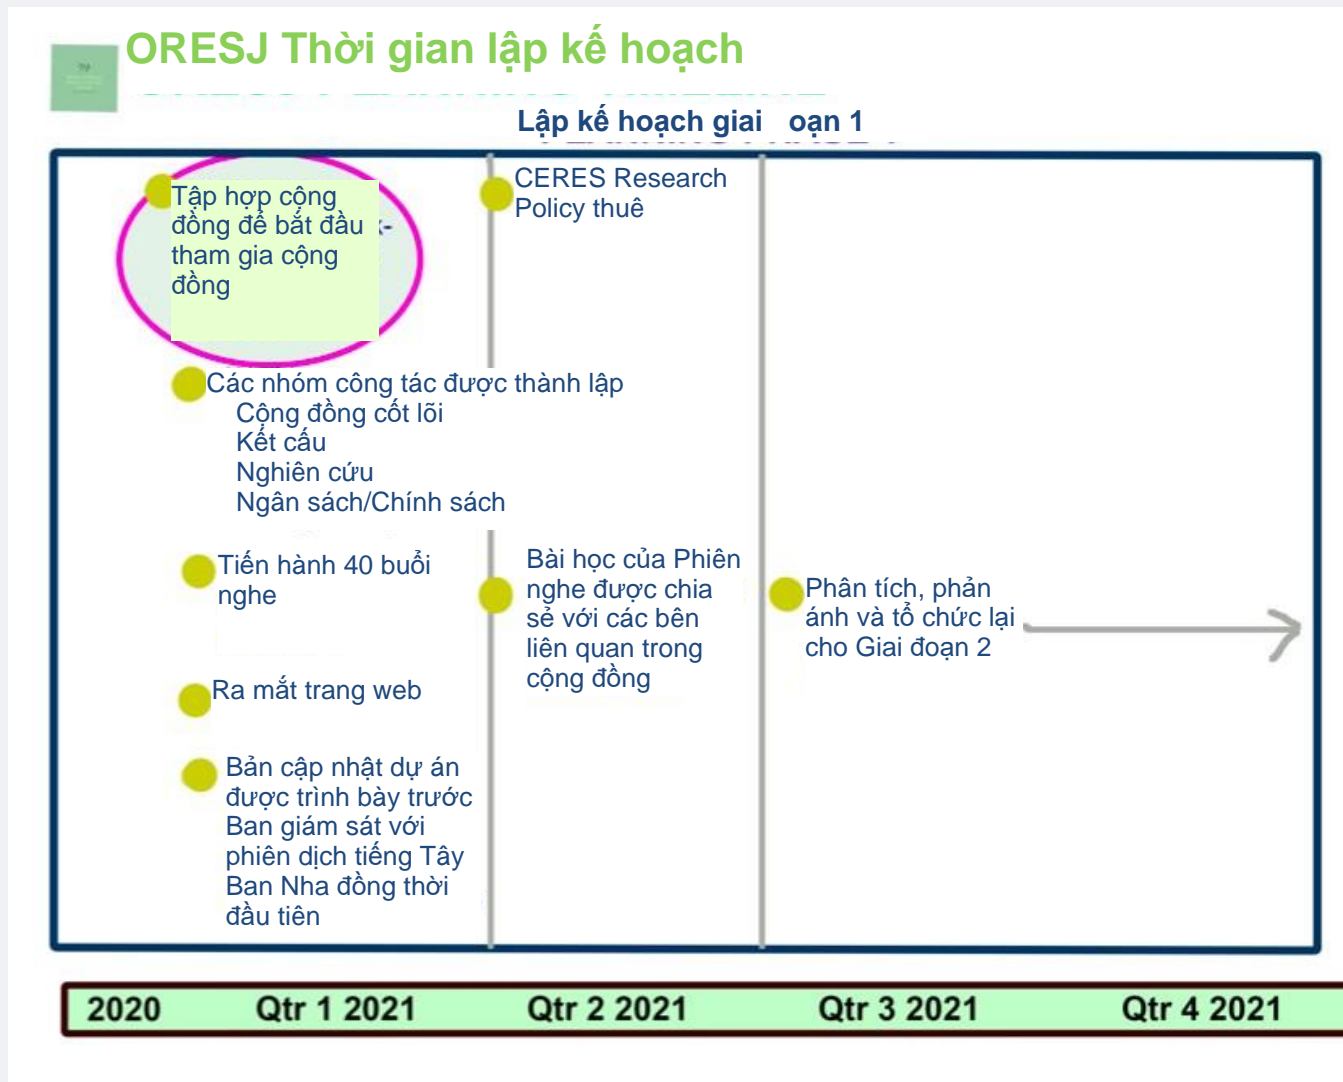 ORESJ Thời gian lập kế hoạch
Lập kế hoạch giai oạn 1
Tập hợp cộng
đồng để bắt đầu
tham gia cộng
đồng
CERES Research
Policy thuê
Các nhóm công tác được thành lập
Cộng đồng cốt lõi
Kết cấu
Nghiên cứu
Ngân sách/Chính sách
Tiến hành 40 buổi
nghe
Bài học của Phiên
nghe được chia
sẻ với các bên
liên quan trong
cộng đồng
Phân tích, phản
ánh và tổ chức lại
cho Giai đoạn 2
Ra mắt trang web
Bản cập nhật dự án
được trình bày trước
Ban giám sát với
phiên dịch tiếng Tây
Ban Nha đồng thời
đầu tiên
2020 Qtr 1 2021 Qtr 2 2021 Qtr 3 2021 Qtr 4 2021